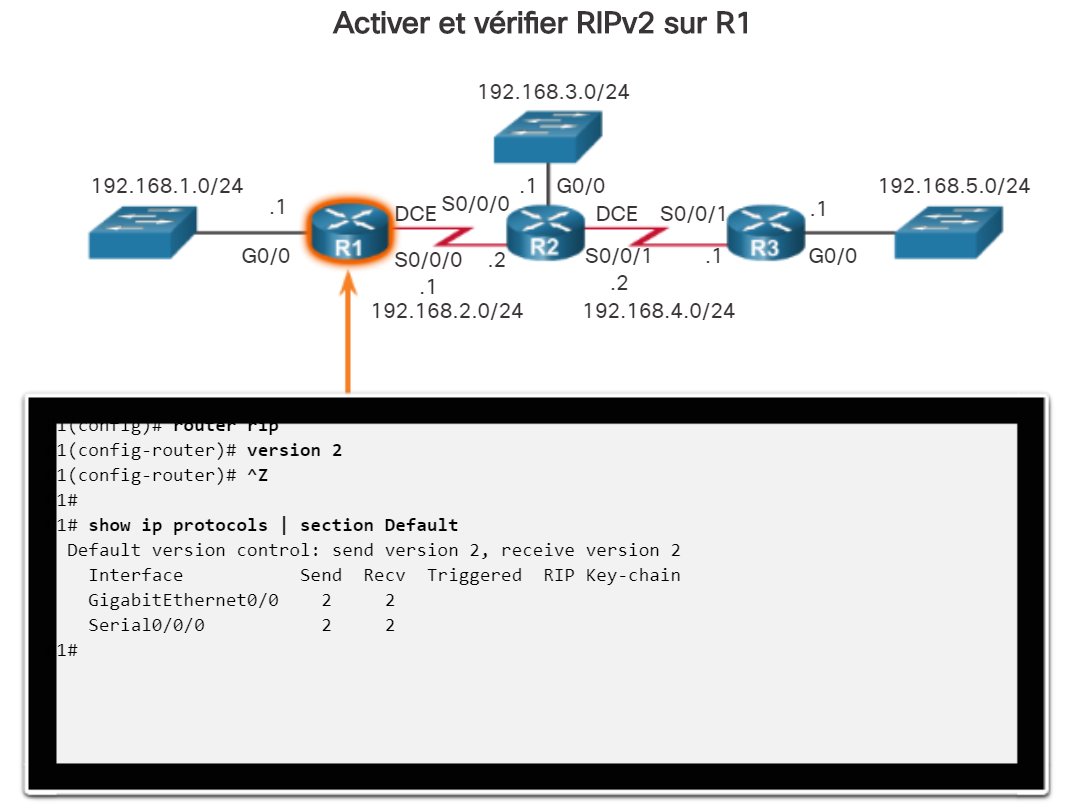 Activer et vérifier RIPv2 sur R1
192.168.3.0/24
192.168.1.0/24
.1
G0/0
192.168.5.0/24
.1
DCE
S0/0/0
DCE
S0/0/1
.1
R1
R2
R3
G0/0
S0/0/0
.2
S0/0/1
.1
G0/0
.1
.2
192.168.2.0/24
192.168.4.0/24
1(config)# router rip
1(config-router)# version 2
1(config-router)# ^Z
1#
1# show ip protocols | section Default
Default version control: send version 2, receive version 2
Interface Send Recv Triggered RIP Key-chain
GigabitEthernet0/0 2 2
Serial0/0/0 2 2
1#